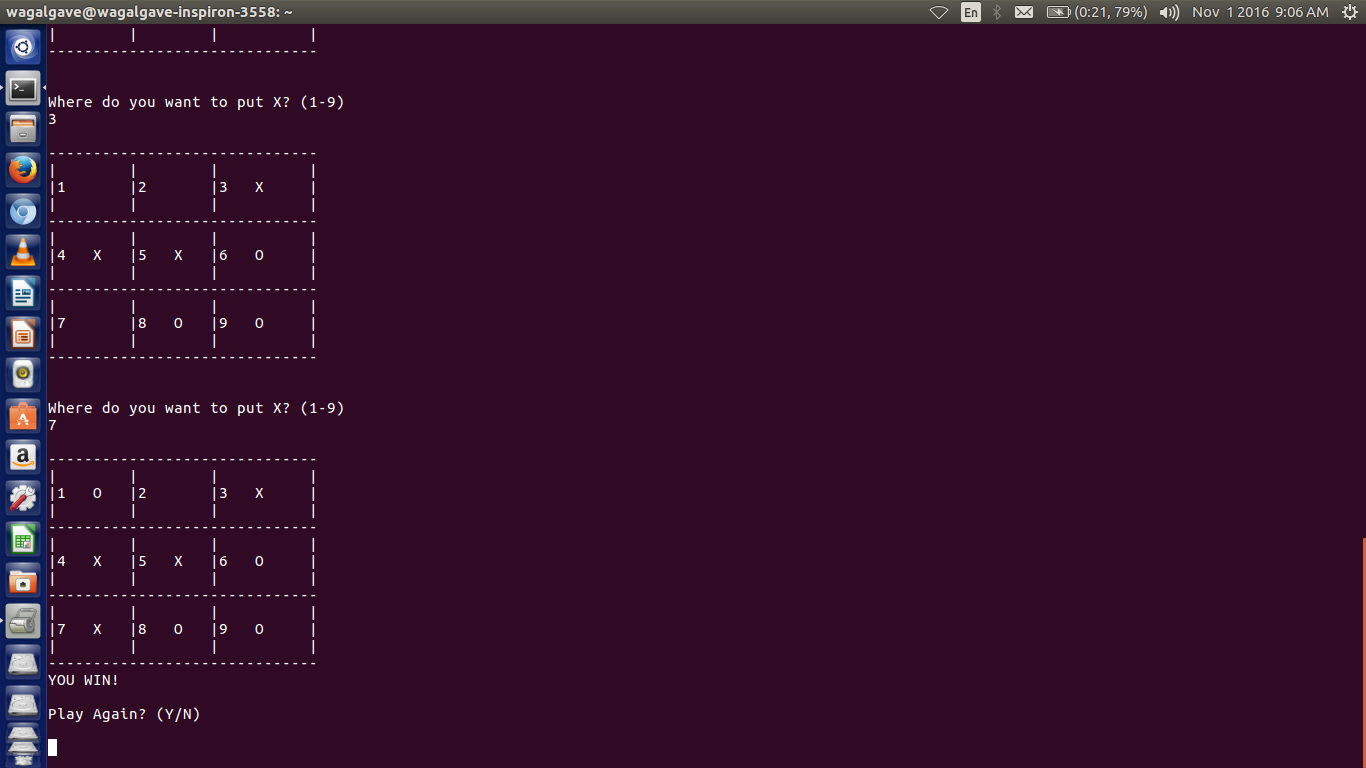 wagalgave@wagalgave-inspiron-3558: ~ En (0:21, 79%) Nov 1 2016 9:06 AM
|        |        |          |
------------------------------
Where do you want to put X? (1-9)
3
------------------------------
|        |        |          |
|1       |2       |3   X     |
|        |        |          |
------------------------------
|        |        |          |
|4   X   |5   X   |6   O     |
|        |        |          |
------------------------------
|        |        |          |
|7       |8   O   |9   O     |
|        |        |          |
------------------------------
Where do you want to put X? (1-9)
7
------------------------------
|        |        |          |
|1   O   |2       |3   X     |
|        |        |          |
------------------------------
|        |        |          |
|4   X   |5   X   |6   O     |
|        |        |          |
------------------------------
|        |        |          |
|7   X   |8   O   |9   O     |
|        |        |          |
------------------------------
YOU WIN!
Play Again? (Y/N)